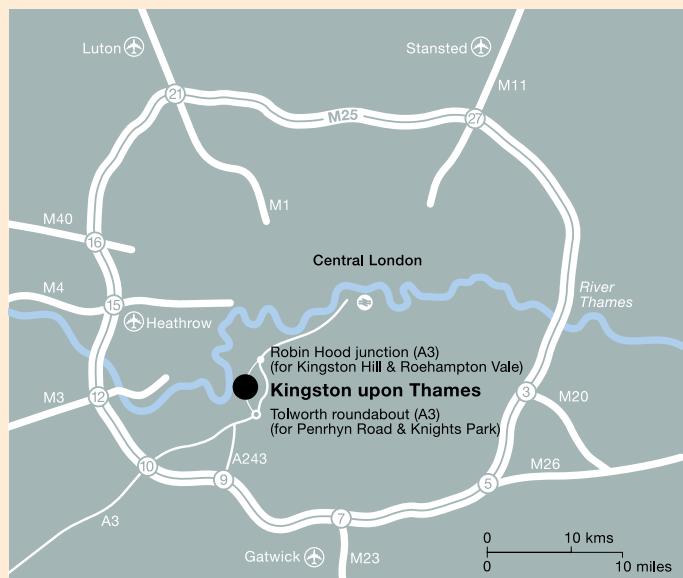 Luton
Stansted
M11
21
M25
27
M1
M40
16
Central London
M4
15
River
Thames
Heathrow
Robin Hood junction (A3)
(for Kingston Hill & Roehampton Vale)
Kingston upon Thames
M3
12
3
M20
Tolworth roundabout (A3)
(for Penrhyn Road & Knights Park)
A243
10
9
M26
5
A3
7
0 10 kms
Gatwick
M23
0 10 miles